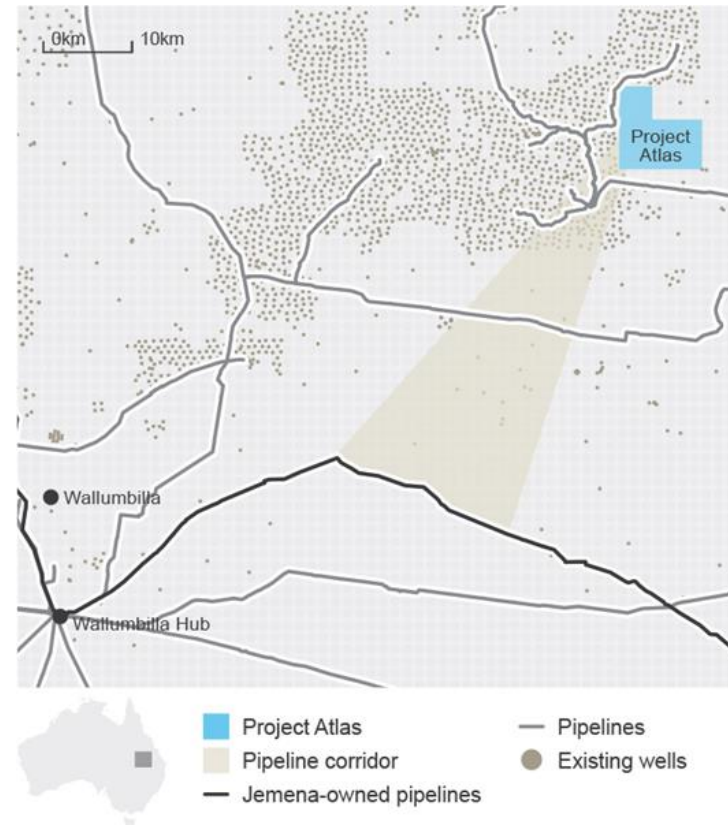 0km 10km
Project
Atlas
Wallumbilla
Wallumbilla Hub
Project Atlas
Pipelines
Pipeline corridor
Existing wells
Jemena-owned pipelines